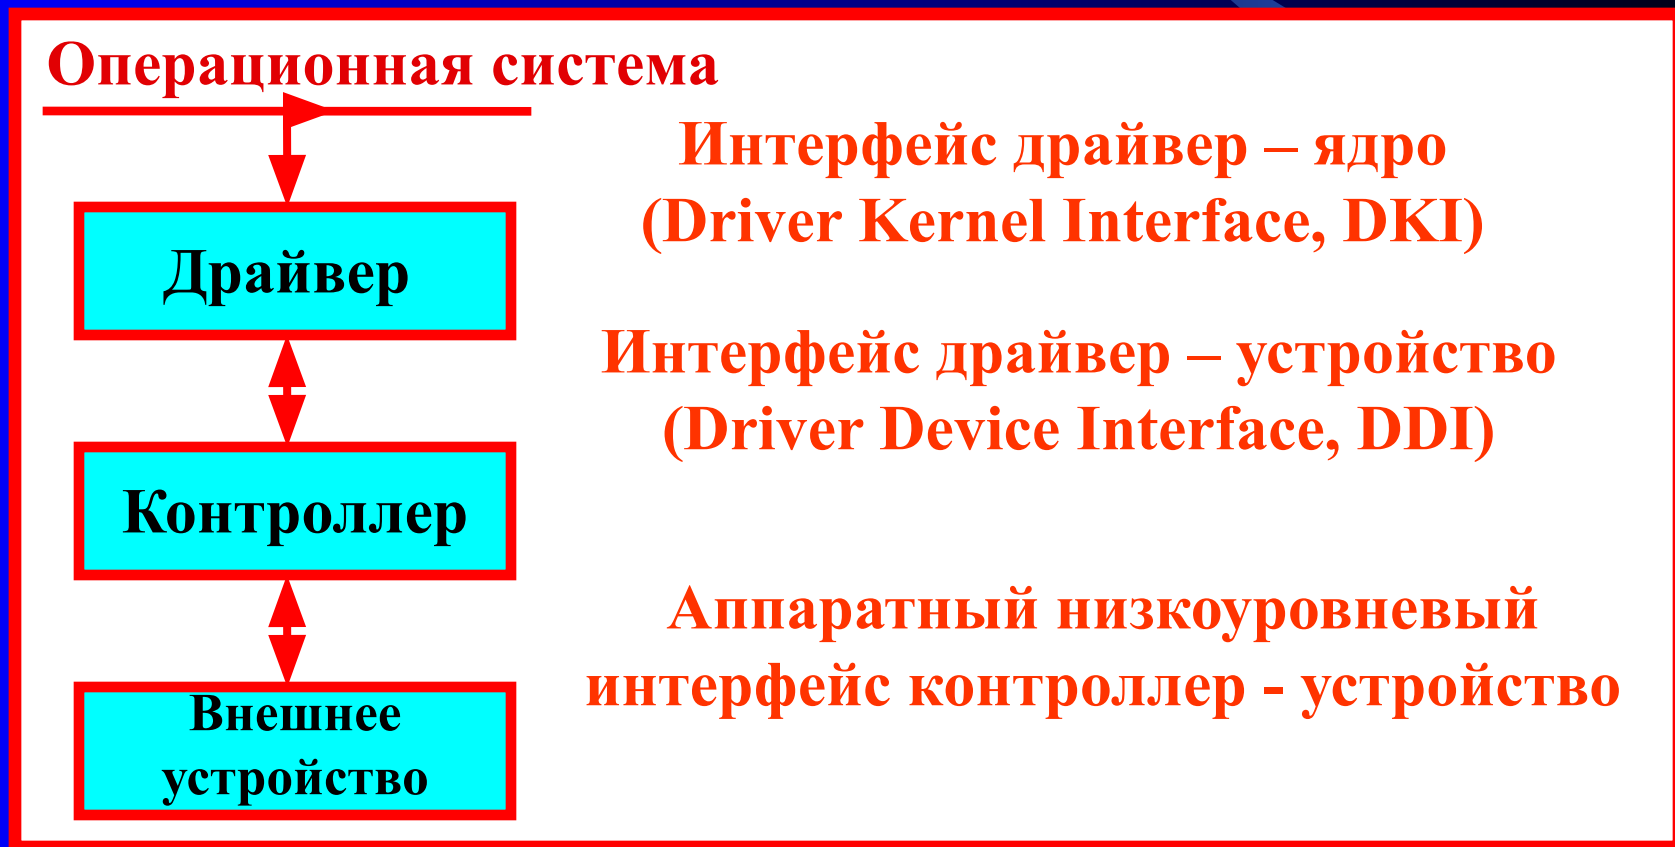 Операционная система
Интерфейс драйвер – ядро
(Driver Kernel Interface, DKI)
Драйвер
Интерфейс драйвер – устройство
(Driver Device Interface, DDI)
Контроллер
Аппаратный низкоуровневый
интерфейс контроллер - устройство
Внешнее
устройство